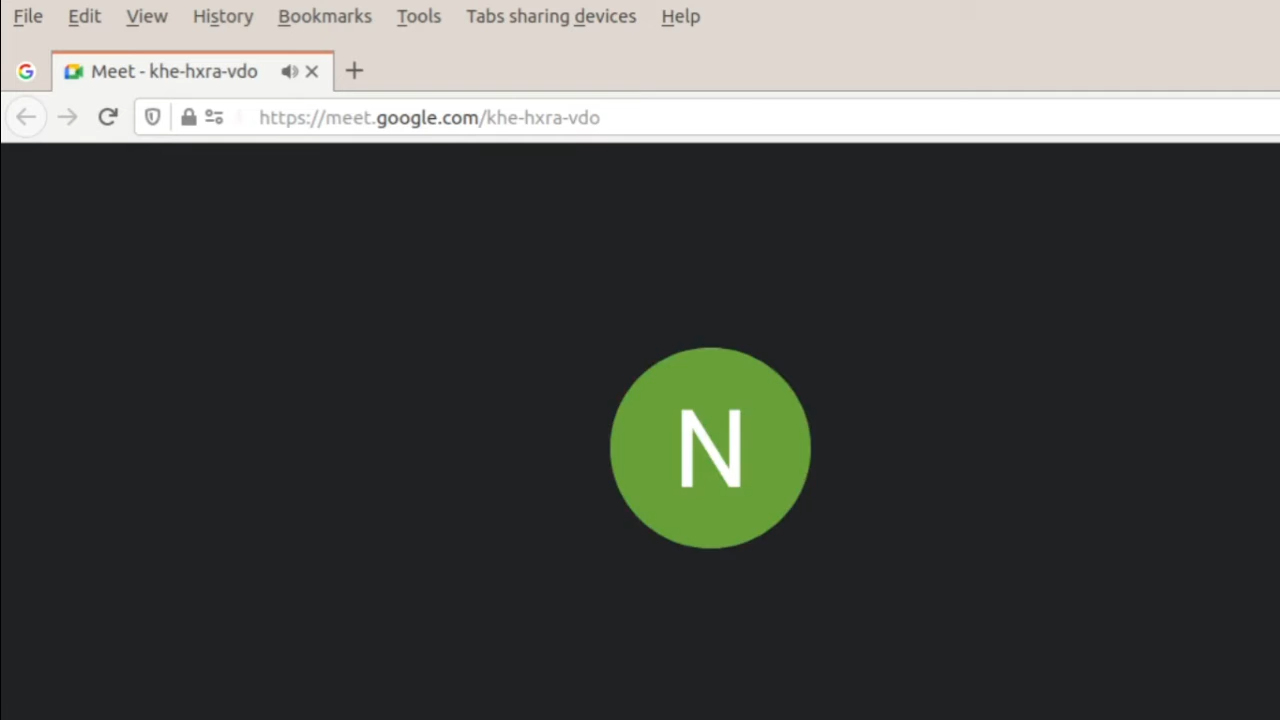 File Edit View History Bookmarks Tools Tabs sharing devices Help
G Meet - khe-hxra-vdo
https://meet.google.com/khe-hxra-vdo
N